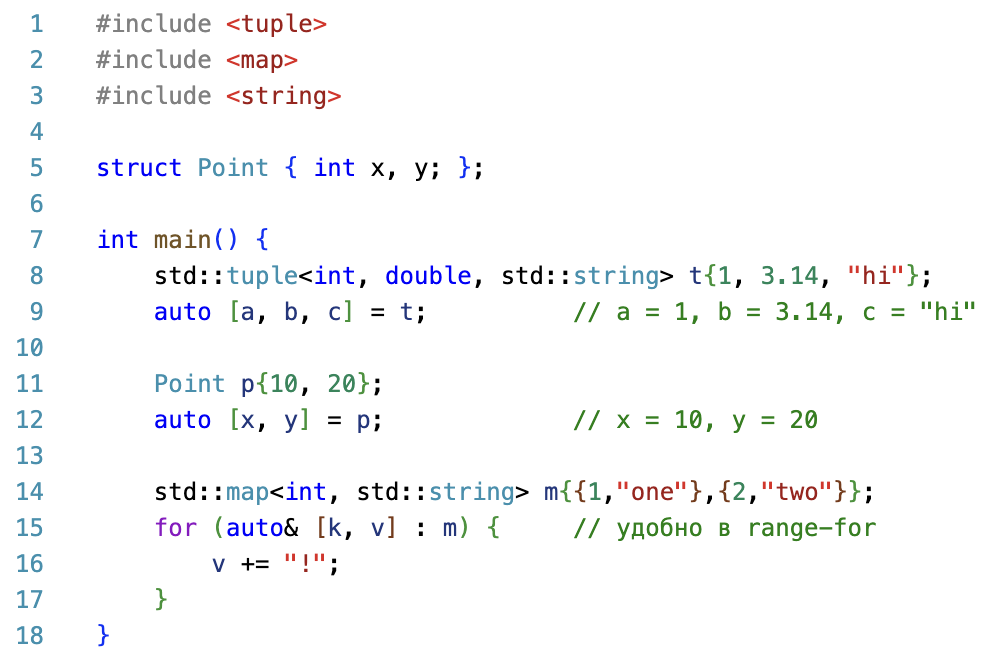 1 #include <tuple>
2 #include <map>
3 #include <string>
4
5 struct Point { int x, y; };
6
7 int main() {
8     std::tuple<int, double, std::string> t{1, 3.14, "hi"};
9     auto [a, b, c] = t;          // a = 1, b = 3.14, c = "hi"
10
11     Point p{10, 20};
12     auto [x, y] = p;             // x = 10, y = 20
13
14     std::map<int, std::string> m{{1,"one"},{2,"two"}};
15     for (auto& [k, v] : m) {     // удобно в range-for
16         v += "!";
17     }
18 }